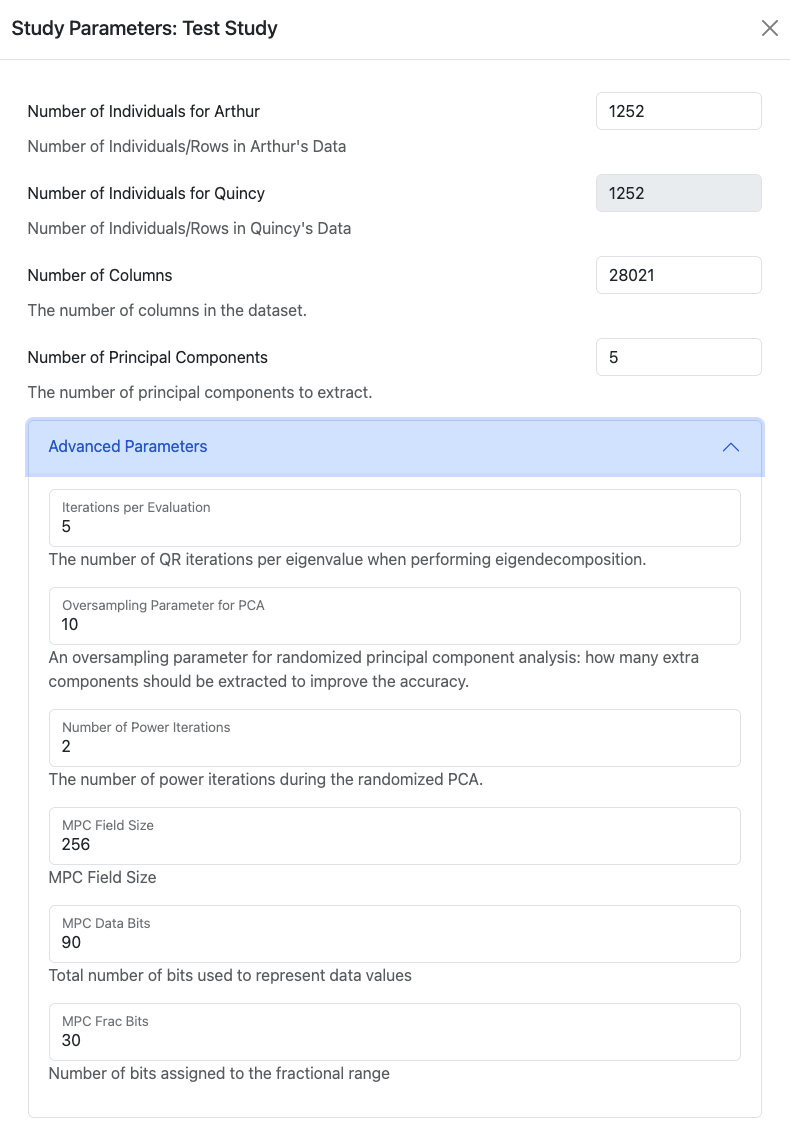 Study Parameters: Test Study
Number of Individuals for Arthur
1252
Number of Individuals/Rows in Arthur's Data
Number of Individuals for Quincy
1252
Number of Individuals/Rows in Quincy's Data
Number of Columns
28021
The number of columns in the dataset.
Number of Principal Components
5
The number of principal components to extract.
Advanced Parameters
Iterations per Evaluation
5
The number of QR iterations per eigenvalue when performing eigendecomposition.
Oversampling Parameter for PCA
10
An oversampling parameter for randomized principal component analysis: how many extra
components should be extracted to improve the accuracy.
Number of Power Iterations
2
The number of power iterations during the randomized PCA.
MPC Field Size
256
MPC Field Size
MPC Data Bits
90
Total number of bits used to represent data values
MPC Frac Bits
30
Number of bits assigned to the fractional range